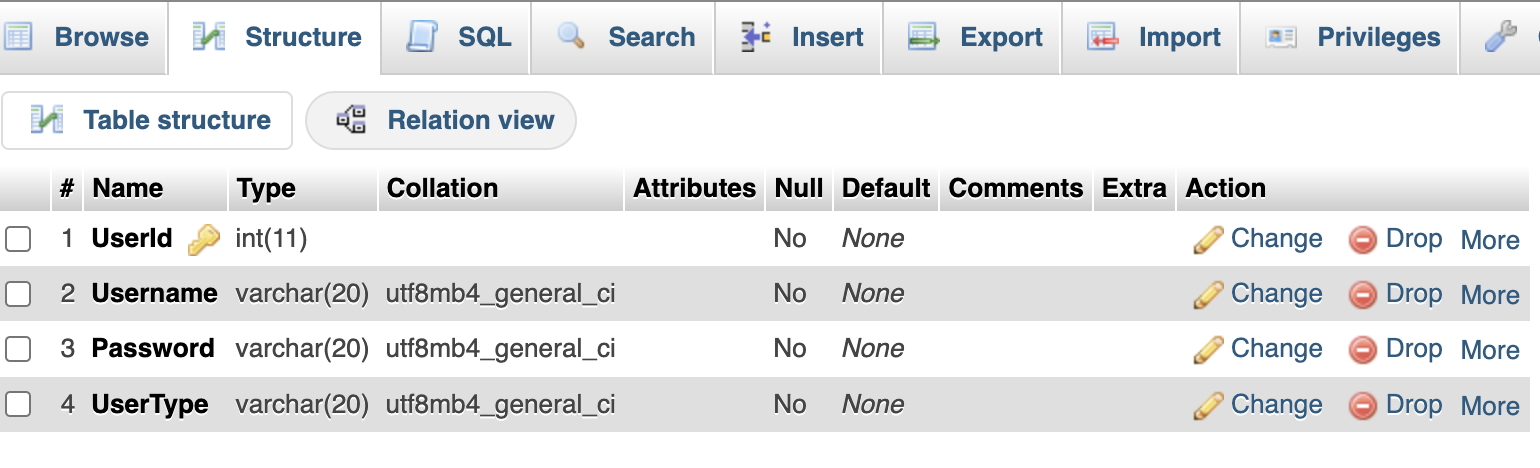 Browse Structure SQL Search Insert Export Import Privileges
Table structure Relation view
# Name Type Collation Attributes Null Default Comments Extra Action
1 UserId int(11) No None Change Drop More
2 Username varchar(20) utf8mb4_general_ci No None Change Drop More
3 Password varchar(20) utf8mb4_general_ci No None Change Drop More
4 UserType varchar(20) utf8mb4_general_ci No None Change Drop More